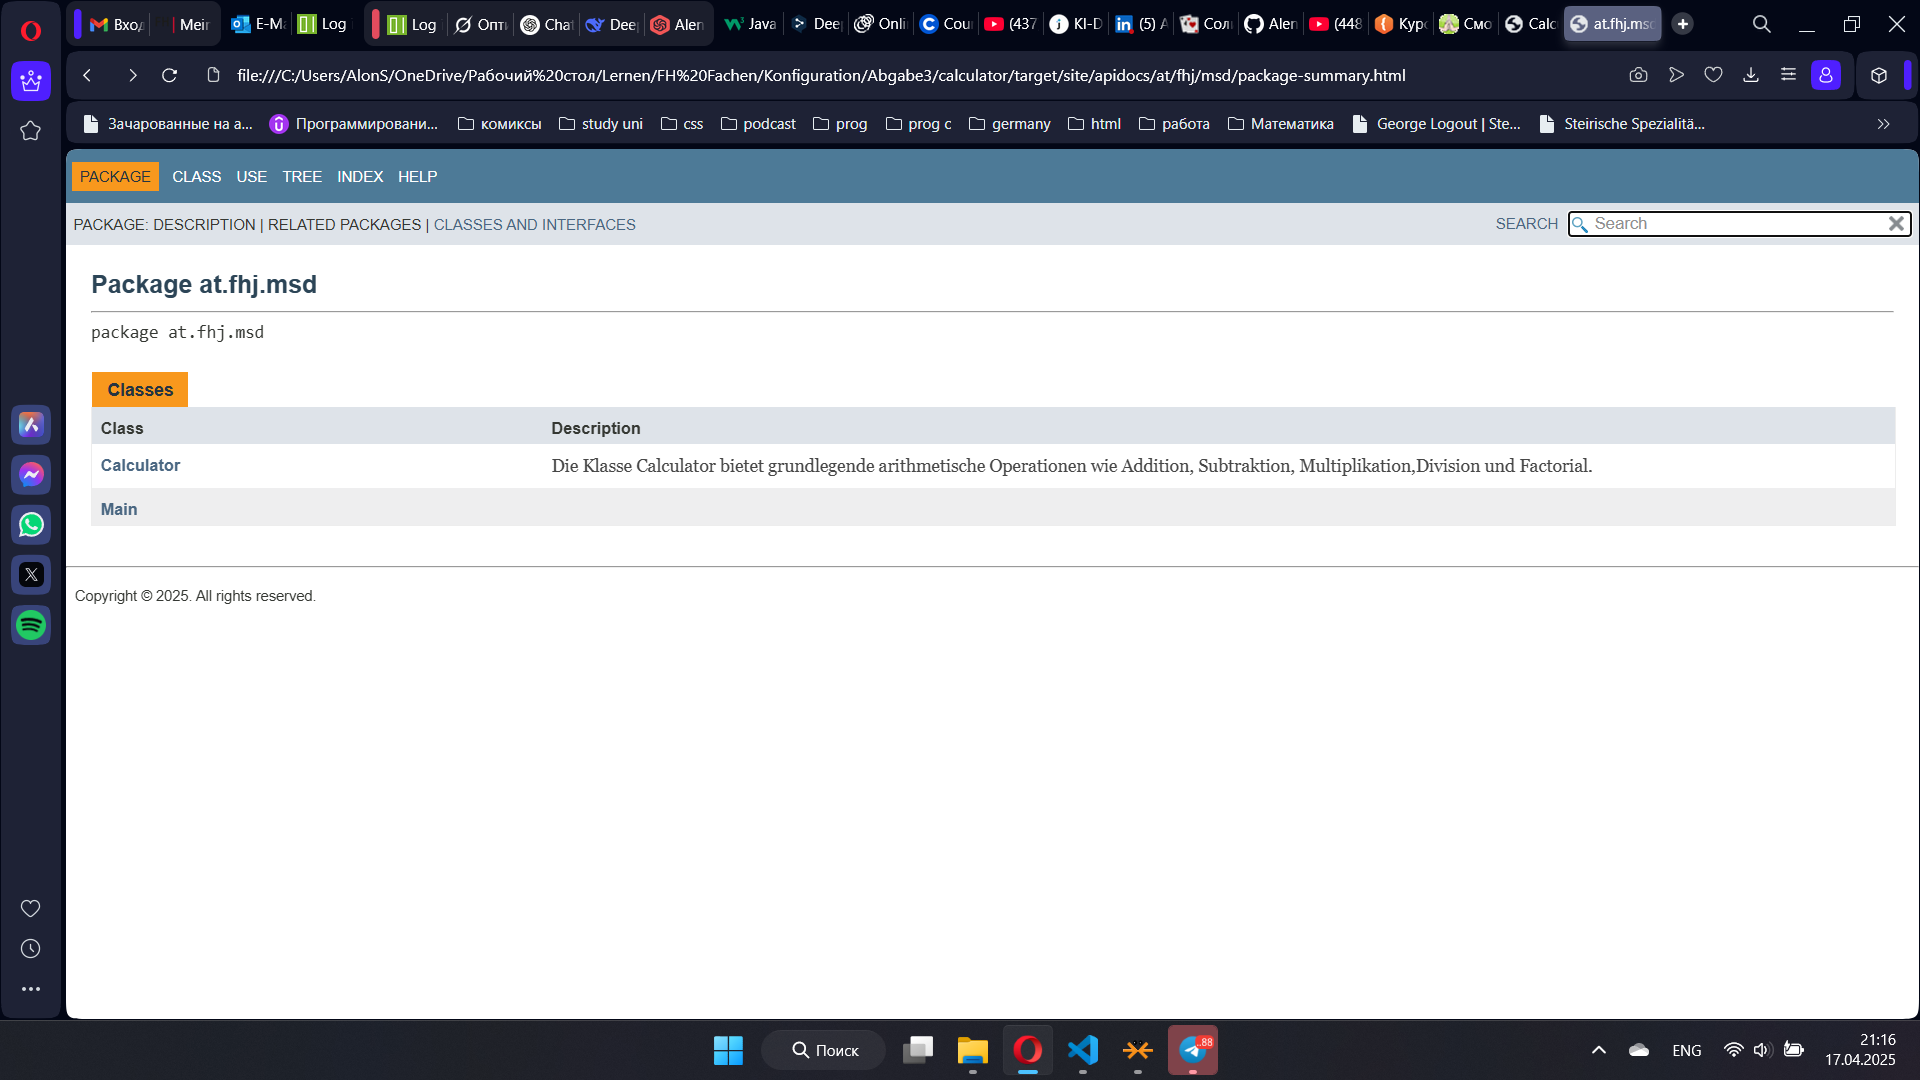 Вход
Mein
E-Ma
Log
Log
Опти
Chat
Deep
Alen
Java
Deep
Onli
Cour
(437
KI-D
(5) A
Соли
Alen
(448
Курс
Смо
Calc
at.fhj.msd
file:///C:/Users/AlonS/OneDrive/Рабочий%20стол/Lernen/FH%20Fachen/Konfiguration/Abgabe3/calculator/target/site/apidocs/at/fhj/msd/package-summary.html
Зачарованные на а...
Программировани...
комиксы
study uni
css
podcast
prog
prog c
germany
html
работа
Математика
George Logout | Ste...
Steirische Spezialitä...
PACKAGE CLASS USE TREE INDEX HELP
PACKAGE: DESCRIPTION | RELATED PACKAGES | CLASSES AND INTERFACES
SEARCH Search
Package at.fhj.msd
package at.fhj.msd
Classes
Class Description
Calculator Die Klasse Calculator bietet grundlegende arithmetische Operationen wie Addition, Subtraktion, Multiplikation,Division und Factorial.
Main
Copyright © 2025. All rights reserved.
Поиск
..88
ENG
21:16
17.04.2025